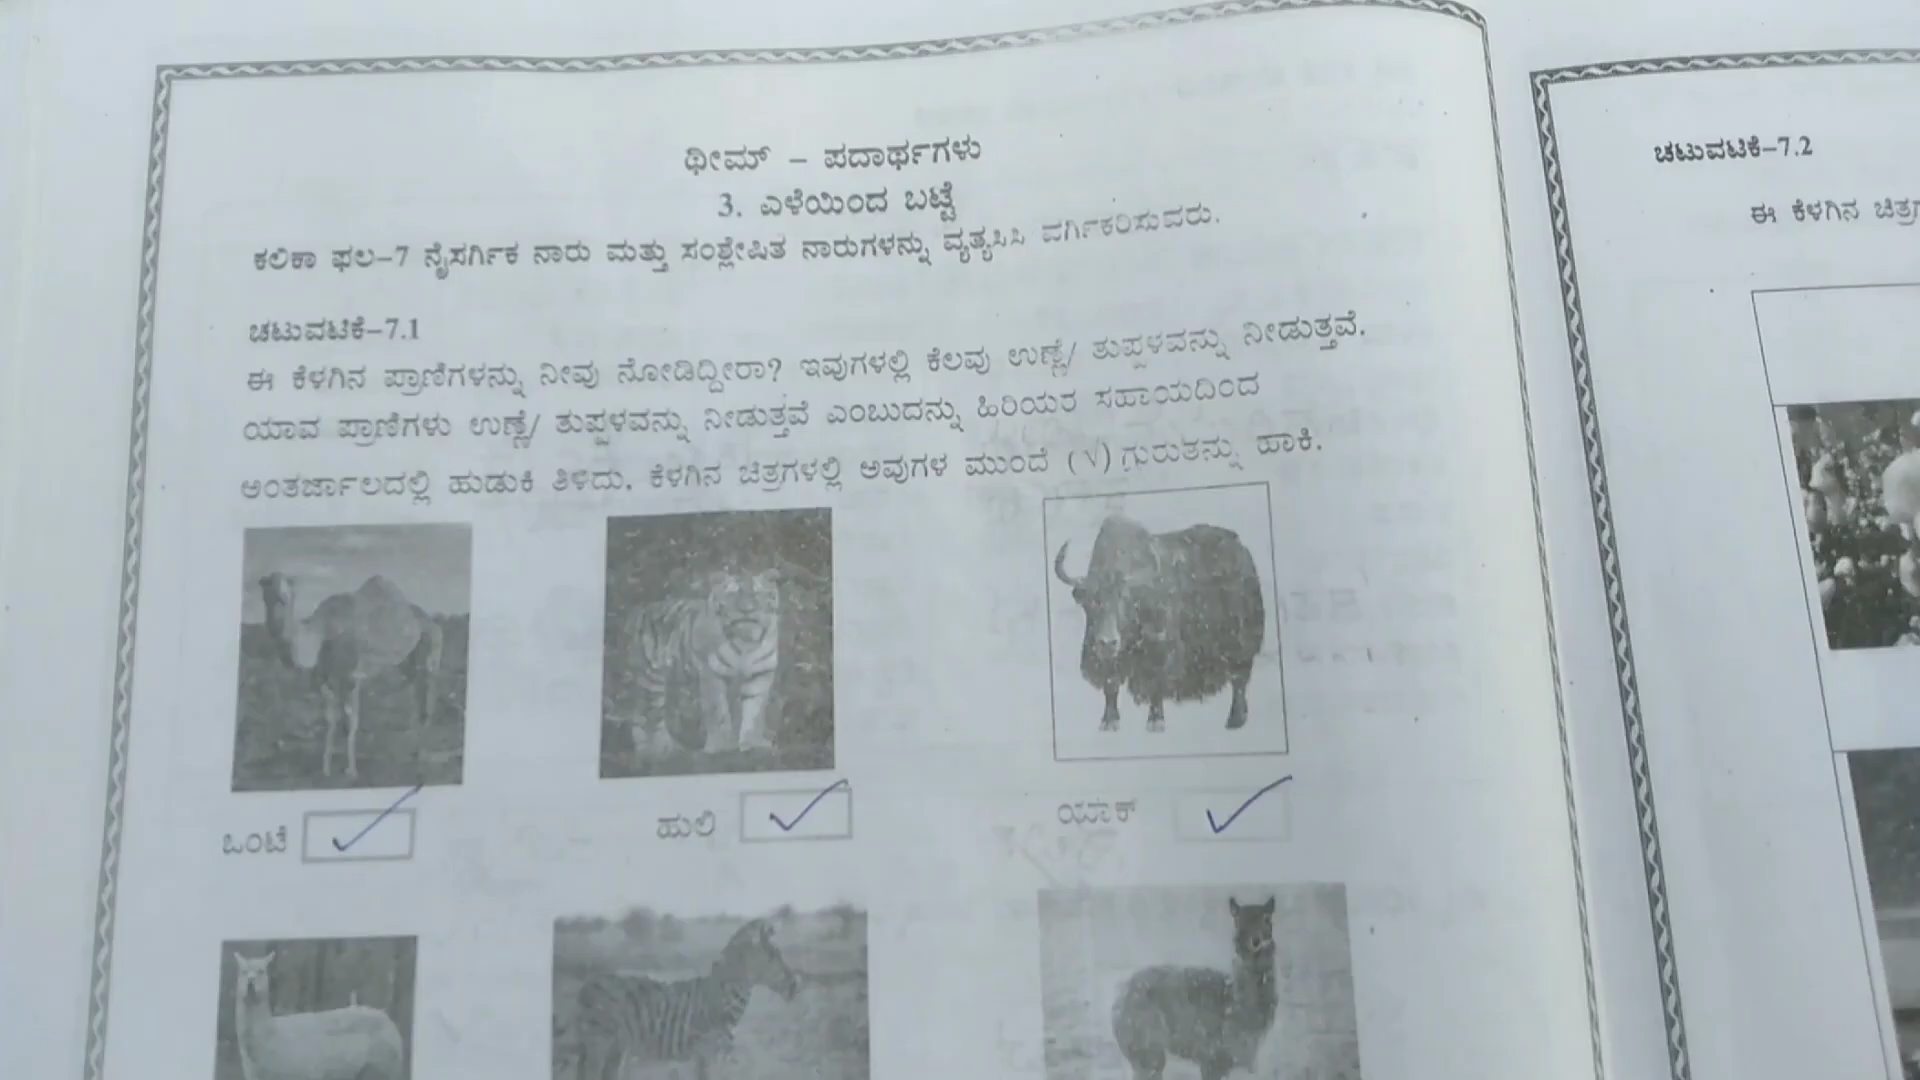 ಥೀಮ್ – ಪದಾರ್ಥಗಳು
3. ಎಳೆಯಿಂದ ಬಟ್ಟೆ
ಕಲಿಕಾ ಫಲ–7 ನೈಸರ್ಗಿಕ ನಾರು ಮತ್ತು ಸಂಶ್ಲೇಷಿತ ನಾರುಗಳನ್ನು ವ್ಯತ್ಯಸಿಸಿ ವರ್ಗಿಕರಿಸುವರು.
ಚಟುವಟಿಕೆ–7.1
ಈ ಕೆಳಗಿನ ಪ್ರಾಣಿಗಳನ್ನು ನೀವು ನೋಡಿದ್ದೀರಾ? ಇವುಗಳಲ್ಲಿ ಕೆಲವು ಉಣ್ಣೆ/ ತುಪ್ಪಳವನ್ನು ನೀಡುತ್ತವೆ.
ಯಾವ ಪ್ರಾಣಿಗಳು ಉಣ್ಣೆ/ ತುಪ್ಪಳವನ್ನು ನೀಡುತ್ತವೆ ಎಂಬುದನ್ನು ಹಿರಿಯರ ಸಹಾಯದಿಂದ
ಅಂತರ್ಜಾಲದಲ್ಲಿ ಹುಡುಕಿ ತಿಳಿದು. ಕೆಳಗಿನ ಚಿತ್ರಗಳಲ್ಲಿ ಅವುಗಳ ಮುಂದೆ (√) ಗುರುತನ್ನು ಹಾಕಿ.
ಒಂಟೆ
ಹುಲಿ
ಯಾಕ್
ಚಟುವಟಿಕೆ–7.2
ಈ ಕೆಳಗಿನ